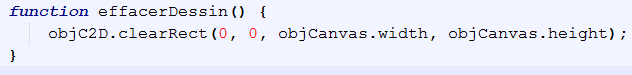 function effacerDessin() {
    objC2D.clearRect(0, 0, objCanvas.width, objCanvas.height);
}